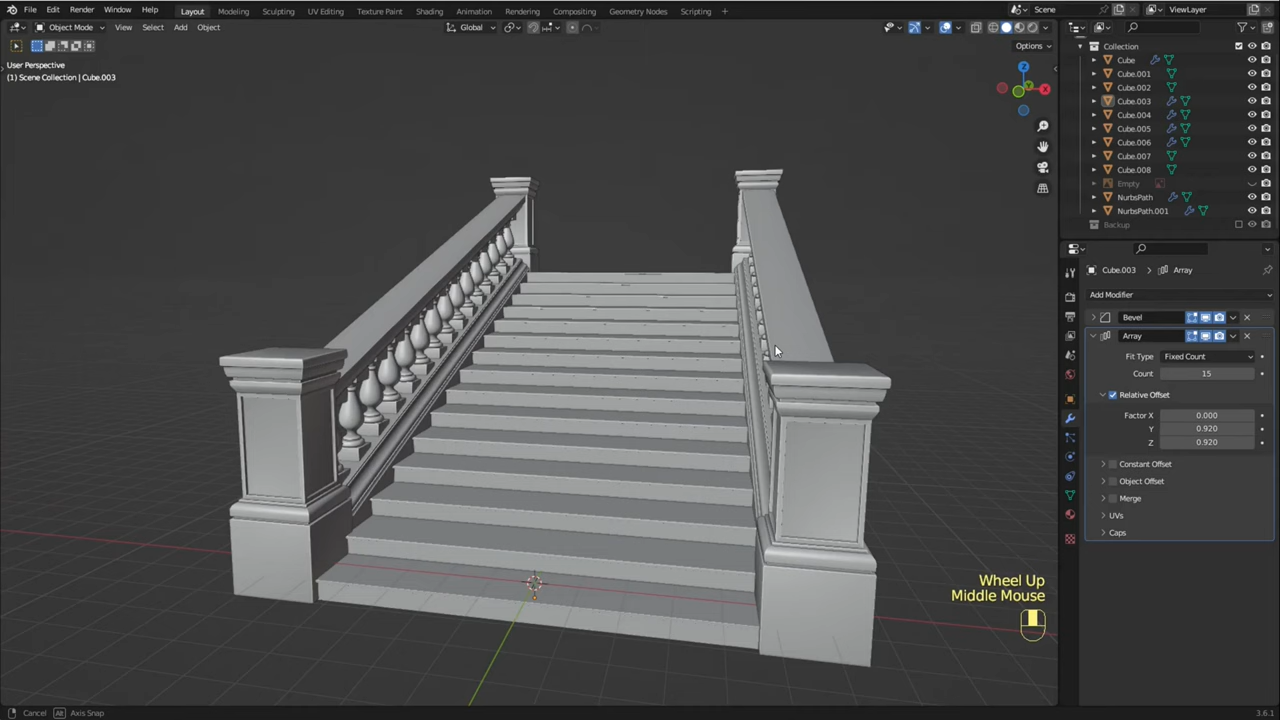 File Edit Render Window Help Layout Modeling Sculpting UV Editing Texture Paint Shading Animation Rendering Compositing Geometry Nodes Scripting + Scene ViewLayer
Object Mode View Select Add Object Global
Options
User Perspective
(1) Scene Collection | Cube.003
Z
X
Y
Collection
Cube
Cube.001
Cube.002
Cube.003
Cube.004
Cube.005
Cube.006
Cube.007
Cube.008
Empty
NurbsPath
NurbsPath.001
Backup
Cube.003 > Array
Add Modifier
Bevel
Array
Fit Type Fixed Count
Count 15
Relative Offset
Factor X 0.000
Y 0.920
Z 0.920
Constant Offset
Object Offset
Merge
UVs
Caps
Wheel Up
Middle Mouse
Cancel Alt Axis Snap 3.6.1